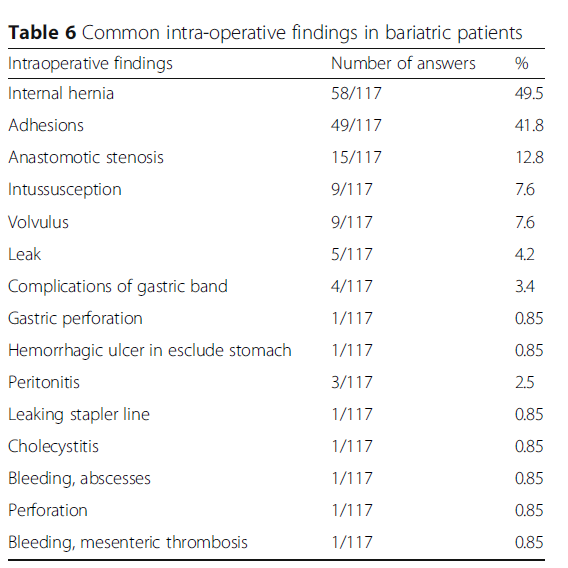 Table 6 Common intra-operative findings in bariatric patients
Intraoperative findings Number of answers %
Internal hernia 58/117 49.5
Adhesions 49/117 41.8
Anastomotic stenosis 15/117 12.8
Intussusception 9/117 7.6
Volvulus 9/117 7.6
Leak 5/117 4.2
Complications of gastric band 4/117 3.4
Gastric perforation 1/117 0.85
Hemorrhagic ulcer in esclude stomach 1/117 0.85
Peritonitis 3/117 2.5
Leaking stapler line 1/117 0.85
Cholecystitis 1/117 0.85
Bleeding, abscesses 1/117 0.85
Perforation 1/117 0.85
Bleeding, mesenteric thrombosis 1/117 0.85